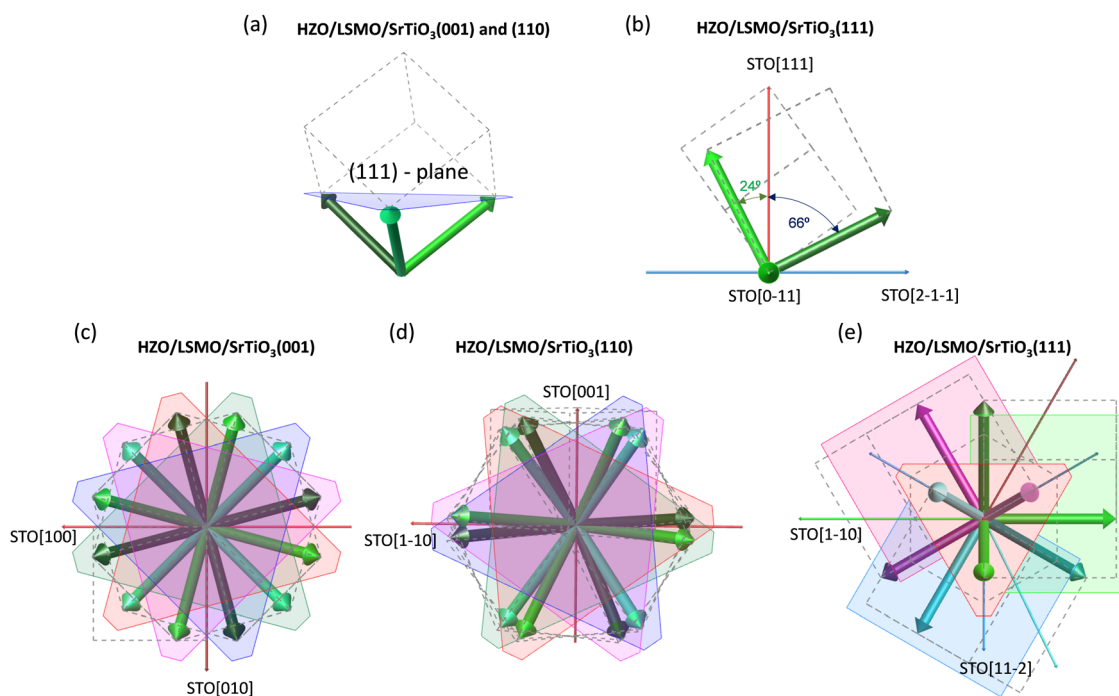 (a)
HZO/LSMO/SrTiO₃(001) and (110)
(111) - plane
(b)
HZO/LSMO/SrTiO₃(111)
STO[111]
24º
66º
STO[0-11]
STO[2-1-1]
(c)
HZO/LSMO/SrTiO₃(001)
STO[100]
STO[010]
(d)
HZO/LSMO/SrTiO₃(110)
STO[001]
STO[1-10]
(e)
HZO/LSMO/SrTiO₃(111)
STO[1-10]
STO[11-2]